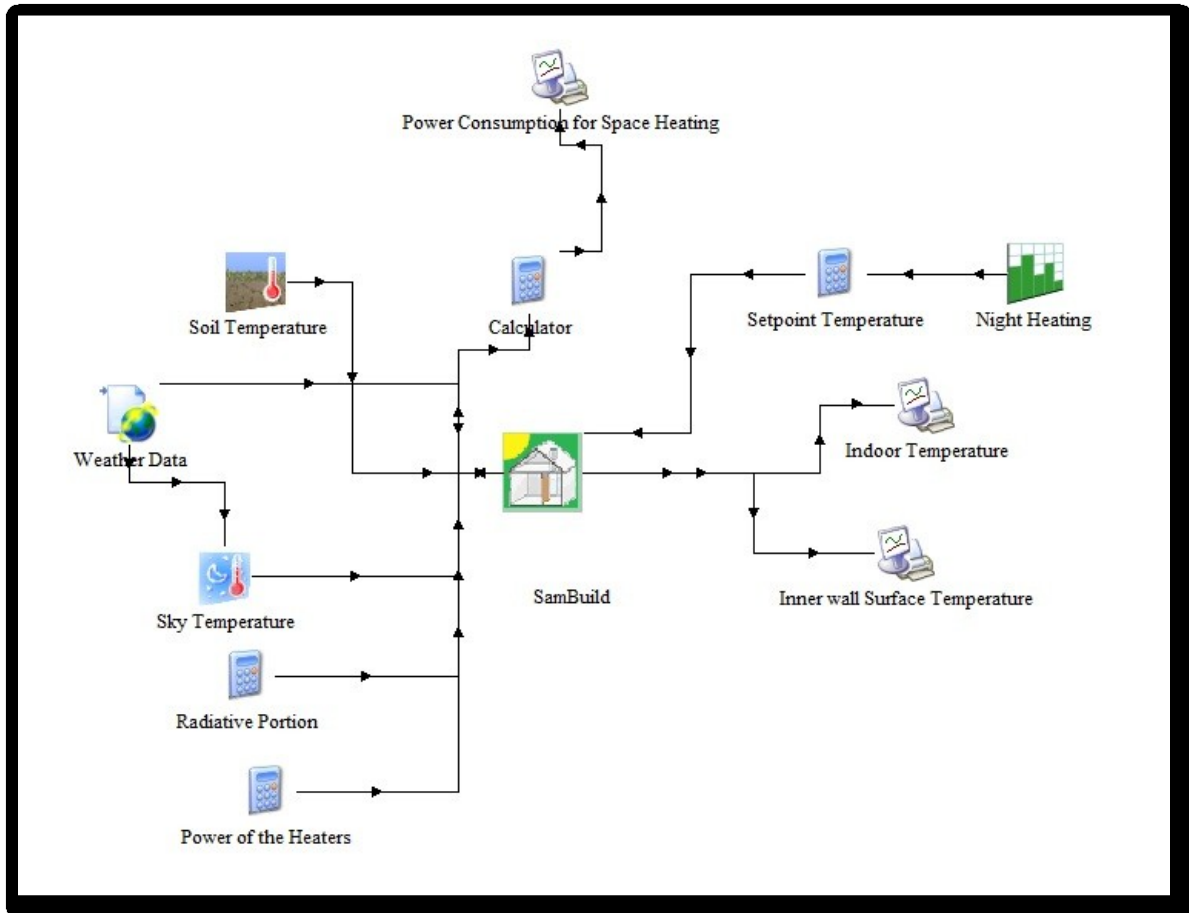 Power Consumption for Space Heating
Soil Temperature
Calculator
Setpoint Temperature
Night Heating
Weather Data
Indoor Temperature
SamBuild
Inner wall Surface Temperature
Sky Temperature
Radiative Portion
Power of the Heaters